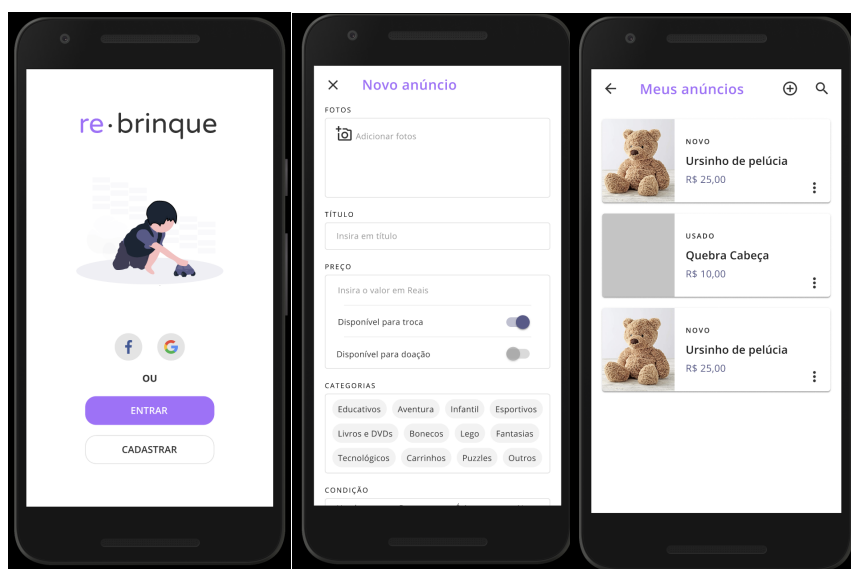 re·brinque
OU
ENTRAR
CADASTRAR
Novo anúncio
FOTOS
Adicionar fotos
TÍTULO
Insira em título
PREÇO
Insira o valor em Reais
Disponível para troca
Disponível para doação
CATEGORIAS
Educativos Aventura Infantil Esportivos
Livros e DVDs Bonecos Lego Fantasias
Tecnológicos Carrinhos Puzzles Outros
CONDIÇÃO
Meus anúncios
NOVO
Ursinho de pelúcia
R$ 25,00
USADO
Quebra Cabeça
R$ 10,00
NOVO
Ursinho de pelúcia
R$ 25,00